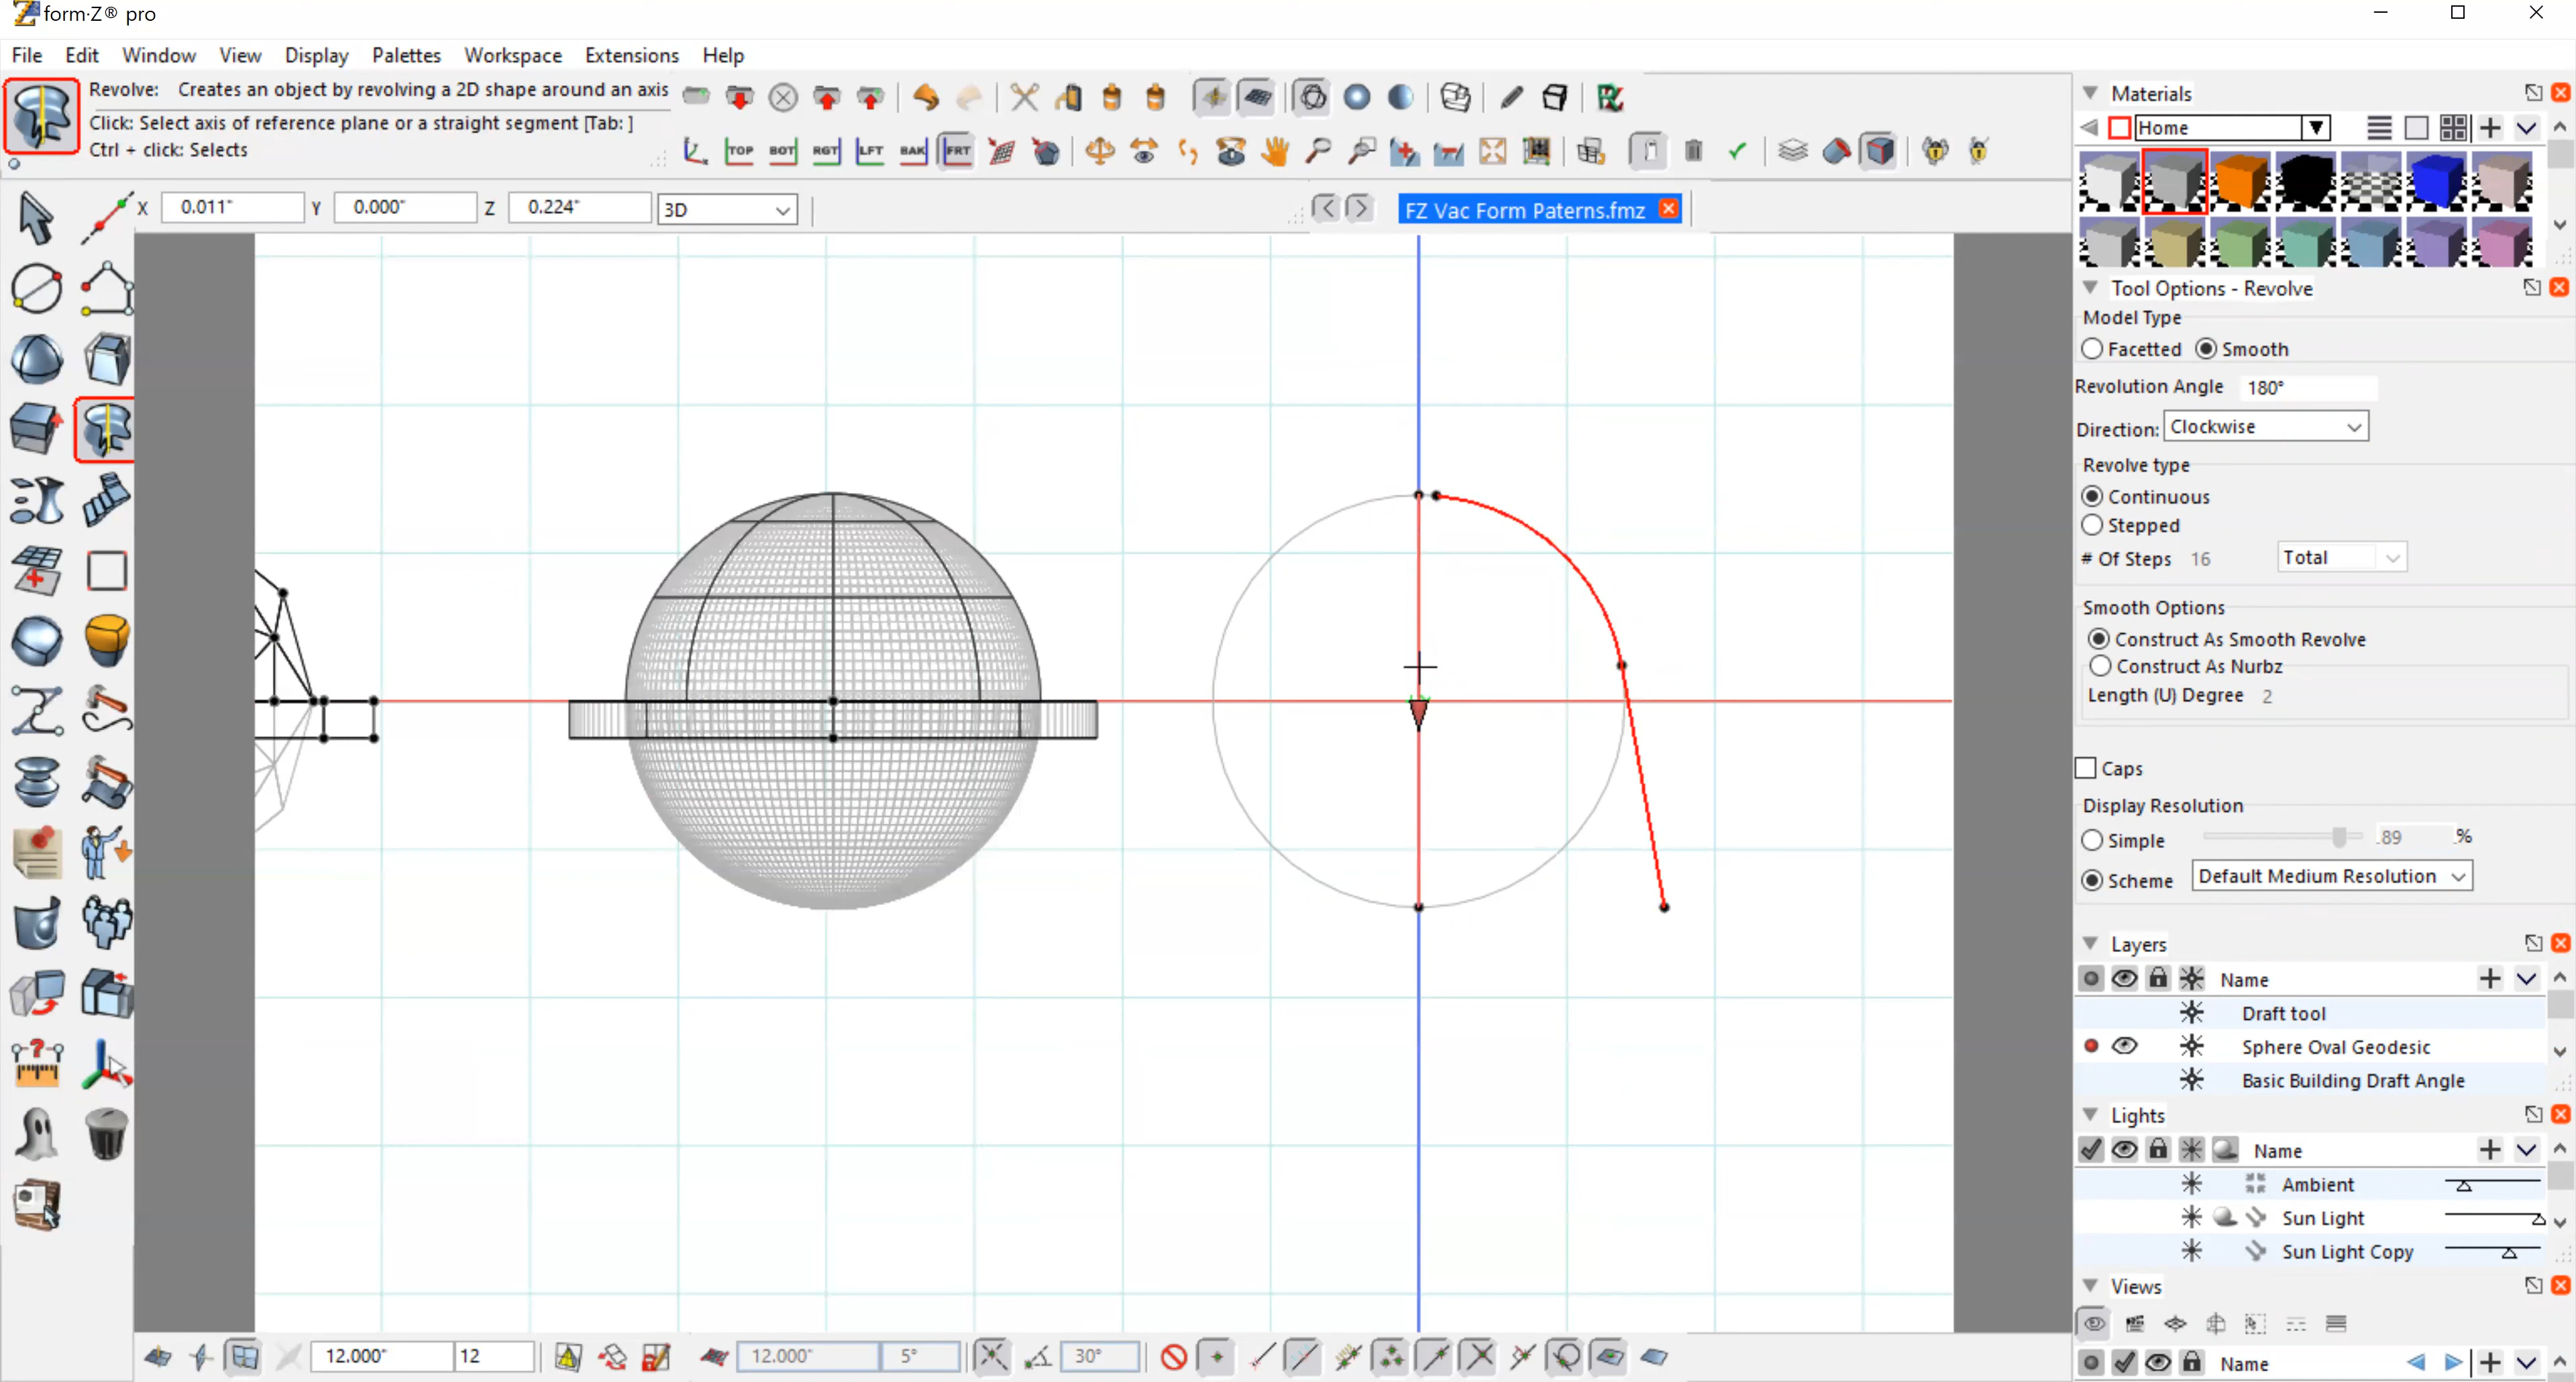 form·Z® pro
File Edit Window View Display Palettes Workspace Extensions Help
Revolve: Creates an object by revolving a 2D shape around an axis
Click: Select axis of reference plane or a straight segment [Tab: ]
Ctrl + click: Selects
TOP BOT RGT LFT BAK FRT
X 0.011" Y 0.000" Z 0.224" 3D
FZ Vac Form Paterns.fmz
Materials
Home
Tool Options - Revolve
Model Type
Facetted Smooth
Revolution Angle 180°
Direction: Clockwise
Revolve type
Continuous
Stepped
# Of Steps 16 Total
Smooth Options
Construct As Smooth Revolve
Construct As Nurbz
Length (U) Degree 2
Caps
Display Resolution
Simple .89 %
Scheme Default Medium Resolution
Layers
Name
Draft tool
Sphere Oval Geodesic
Basic Building Draft Angle
Lights
Name
Ambient
Sun Light
Sun Light Copy
Views
Name
12.000" 12 12.000" 5° 30°